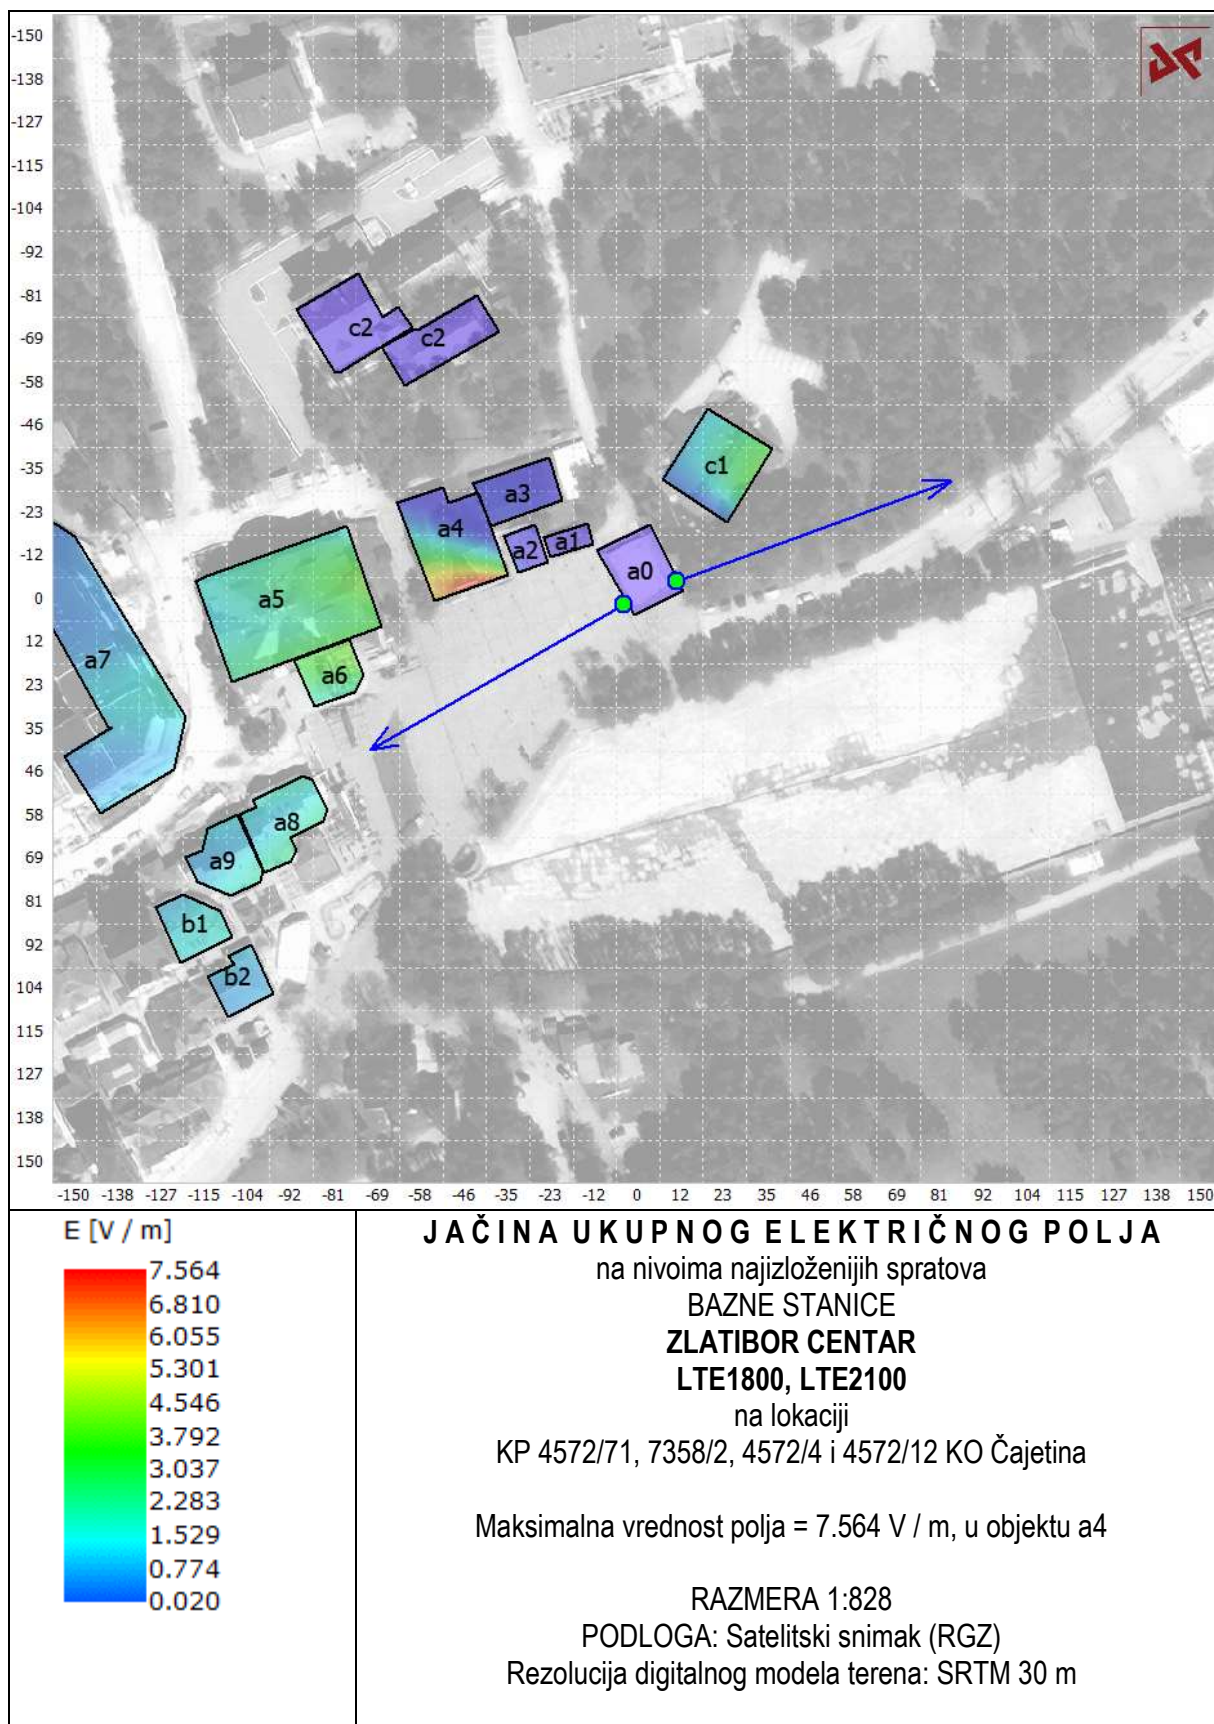 -150
-138
-127
-115
-104
-92
-81
-69
-58
-46
-35
-23
-12
0
12
23
35
46
58
69
81
92
104
115
127
138
150
c2
c2
c1
a3
a4
a2
a1
a0
a5
a7
a6
a8
a9
b1
b2
-150 -138 -127 -115 -104 -92 -81 -69 -58 -46 -35 -23 -12 0 12 23 35 46 58 69 81 92 104 115 127 138 150
E [V / m]
7.564
6.810
6.055
5.301
4.546
3.792
3.037
2.283
1.529
0.774
0.020
JAČINA UKUPNOG ELEKTRIČNOG POLJA
na nivoima najizloženijih spratova
BAZNE STANICE
ZLATIBOR CENTAR
LTE1800, LTE2100
na lokaciji
KP 4572/71, 7358/2, 4572/4 i 4572/12 KO Čajetina
Maksimalna vrednost polja = 7.564 V / m, u objektu a4
RAZMERA 1:828
PODLOGA: Satelitski snimak (RGZ)
Rezolucija digitalnog modela terena: SRTM 30 m